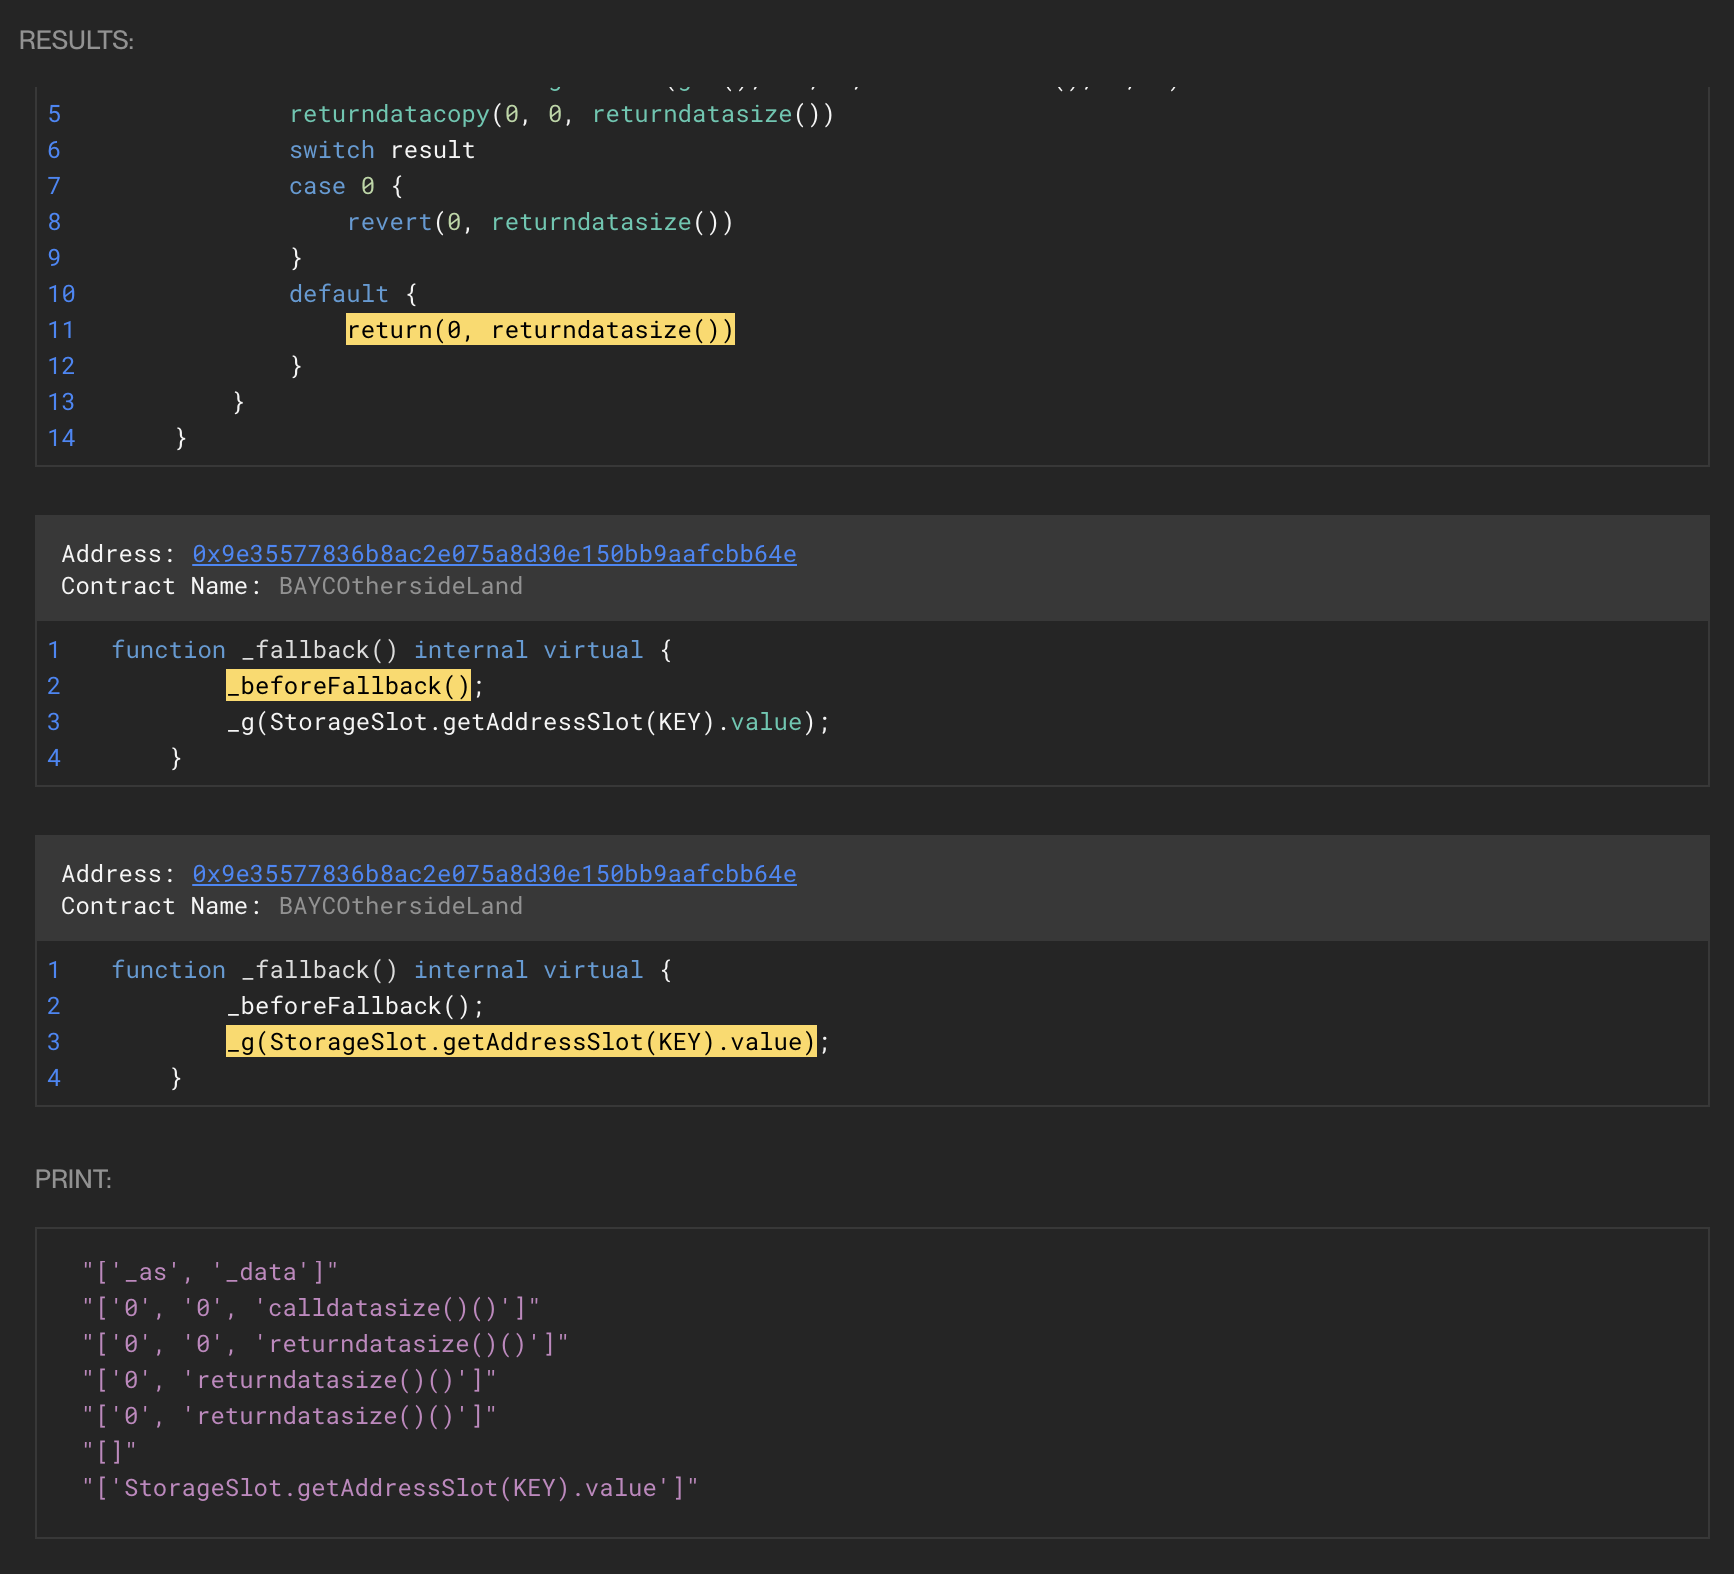 RESULTS:
5 returndatacopy(0, 0, returndatasize())
6 switch result
7 case 0 {
8 revert(0, returndatasize())
9 }
10 default {
11 return(0, returndatasize())
12 }
13 }
14 }
Address: 0x9e35577836b8ac2e075a8d30e150bb9aafcbb64e
Contract Name: BAYCOthersideLand
1 function _fallback() internal virtual {
2 _beforeFallback();
3 _g(StorageSlot.getAddressSlot(KEY).value);
4 }
Address: 0x9e35577836b8ac2e075a8d30e150bb9aafcbb64e
Contract Name: BAYCOthersideLand
1 function _fallback() internal virtual {
2 _beforeFallback();
3 _g(StorageSlot.getAddressSlot(KEY).value);
4 }
PRINT:
"['_as', '_data']"
"['0', '0', 'calldatasize()()']"
"['0', '0', 'returndatasize()()']"
"['0', 'returndatasize()()']"
"['0', 'returndatasize()()']"
"[]"
"['StorageSlot.getAddressSlot(KEY).value']"